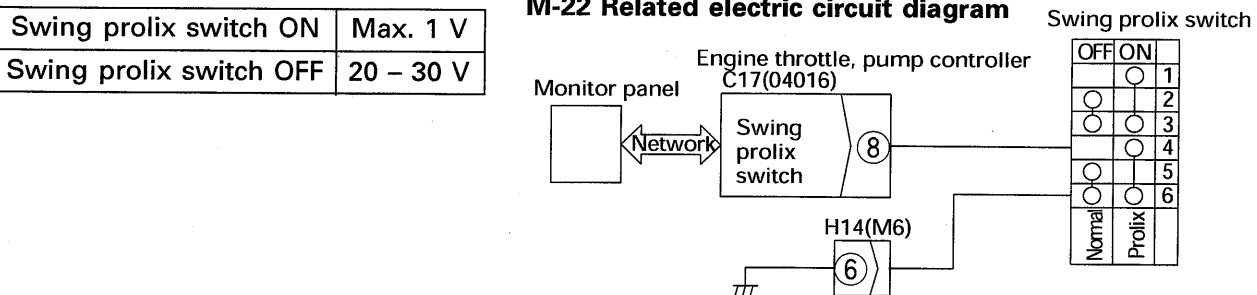 Swing prolix switch ON Max. 1 V
Swing prolix switch OFF 20 – 30 V
M-22 Related electric circuit diagram
Swing prolix switch
OFF ON
1
2
3
4
5
6
Normal
Prolix
Engine throttle, pump controller
C17(04016)
Monitor panel
Network
Swing
prolix
switch
8
H14(M6)
6